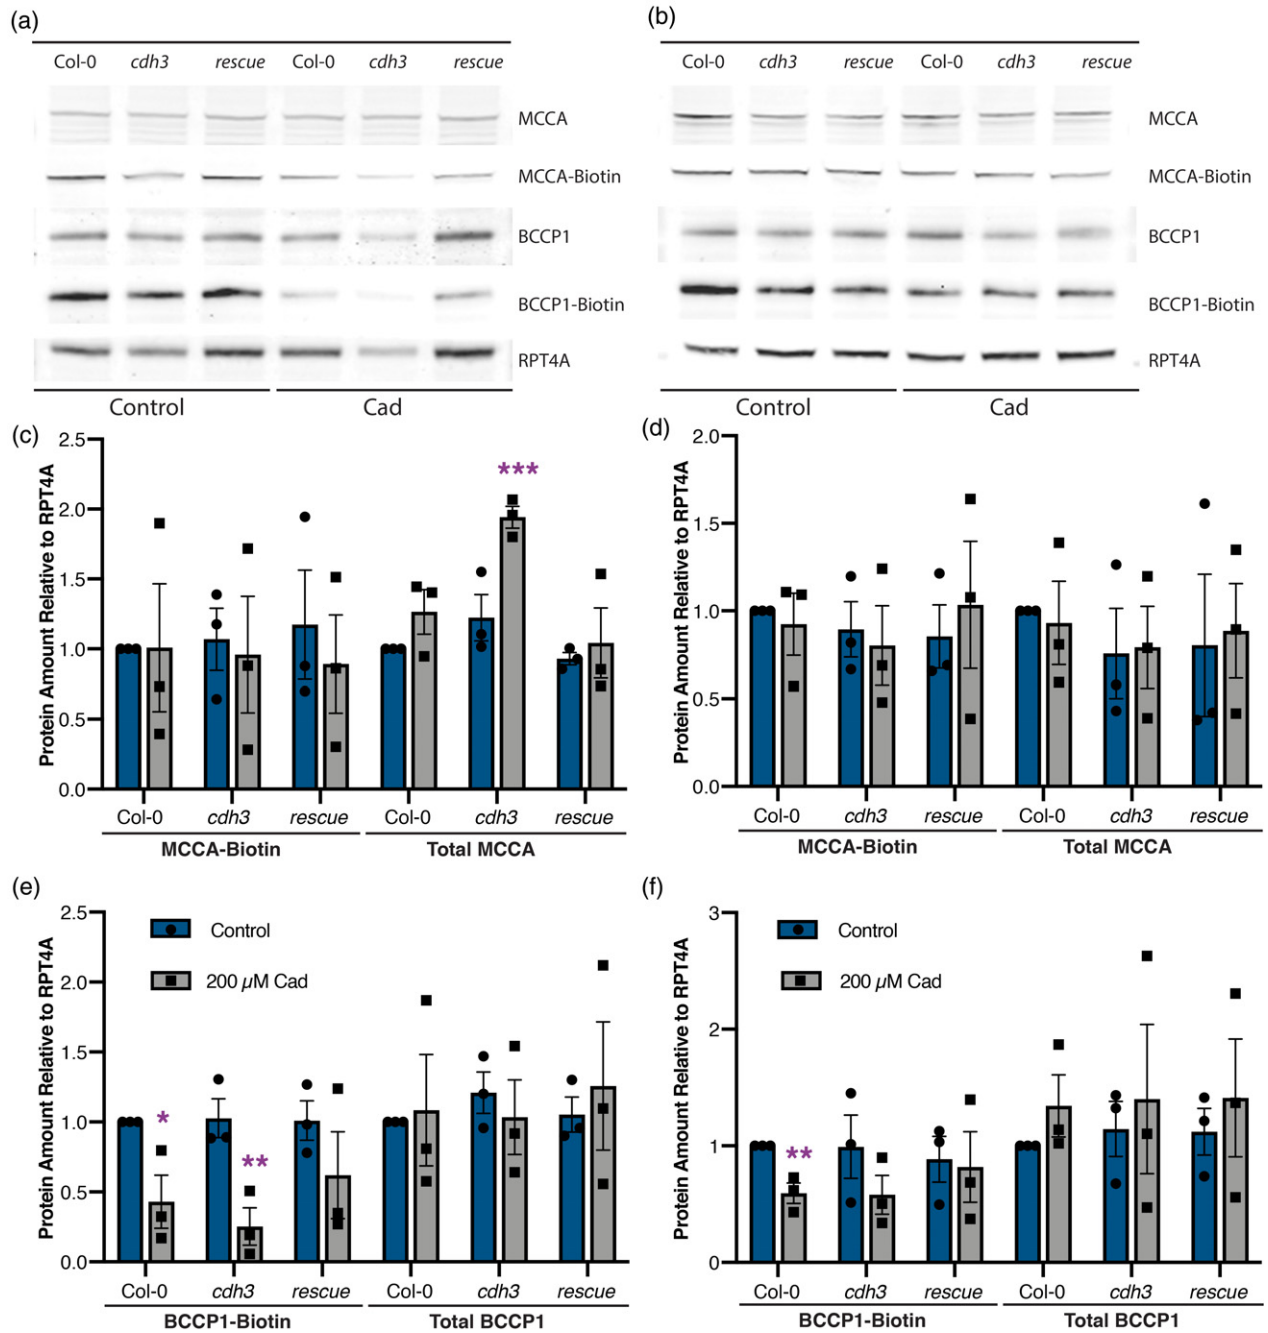 (a)
Col-0 cdh3 rescue Col-0 cdh3 rescue
MCCA
MCCA-Biotin
BCCP1
BCCP1-Biotin
RPT4A
Control Cad
(b)
Col-0 cdh3 rescue Col-0 cdh3 rescue
MCCA
MCCA-Biotin
BCCP1
BCCP1-Biotin
RPT4A
Control Cad
(c)
Protein Amount Relative to RPT4A
2.5
2.0
1.5
1.0
0.5
0.0
***
Col-0 cdh3 rescue Col-0 cdh3 rescue
MCCA-Biotin Total MCCA
(d)
Protein Amount Relative to RPT4A
2.0
1.5
1.0
0.5
0.0
Col-0 cdh3 rescue Col-0 cdh3 rescue
MCCA-Biotin Total MCCA
(e)
Protein Amount Relative to RPT4A
2.5
2.0
1.5
1.0
0.5
0.0
Control
200 µM Cad
*
**
Col-0 cdh3 rescue Col-0 cdh3 rescue
BCCP1-Biotin Total BCCP1
(f)
Protein Amount Relative to RPT4A
3
2
1
0
Control
200 µM Cad
**
Col-0 cdh3 rescue Col-0 cdh3 rescue
BCCP1-Biotin Total BCCP1